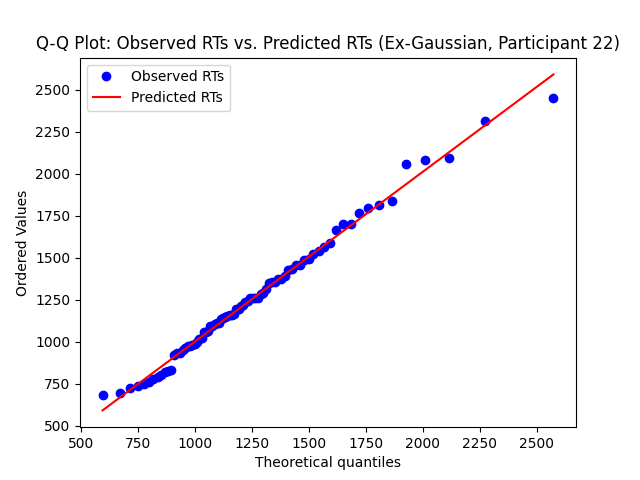 Q-Q Plot: Observed RTs vs. Predicted RTs (Ex-Gaussian, Participant 22)
Observed RTs
Predicted RTs
Ordered Values
2500
2250
2000
1750
1500
1250
1000
750
500
500 750 1000 1250 1500 1750 2000 2250 2500
Theoretical quantiles